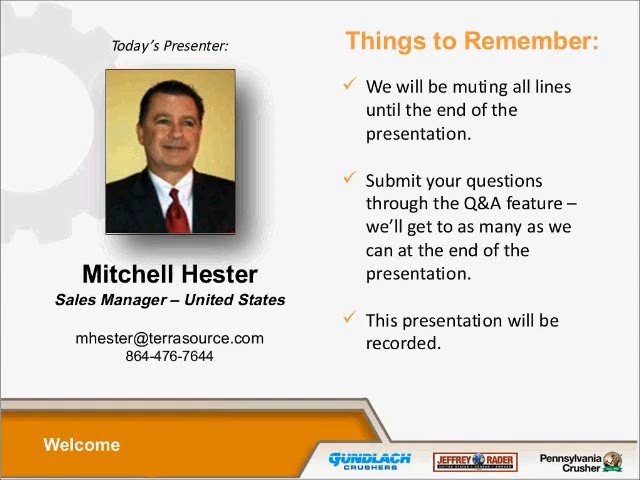 Today's Presenter:
Mitchell Hester
Sales Manager – United States
mhester@terrasource.com
864-476-7644
Things to Remember:
We will be muting all lines
until the end of the
presentation.
Submit your questions
through the Q&A feature –
we'll get to as many as we
can at the end of the
presentation.
This presentation will be
recorded.
Welcome
GUNDLACH
CRUSHERS
JEFFREY RADER
Pennsylvania
Crusher